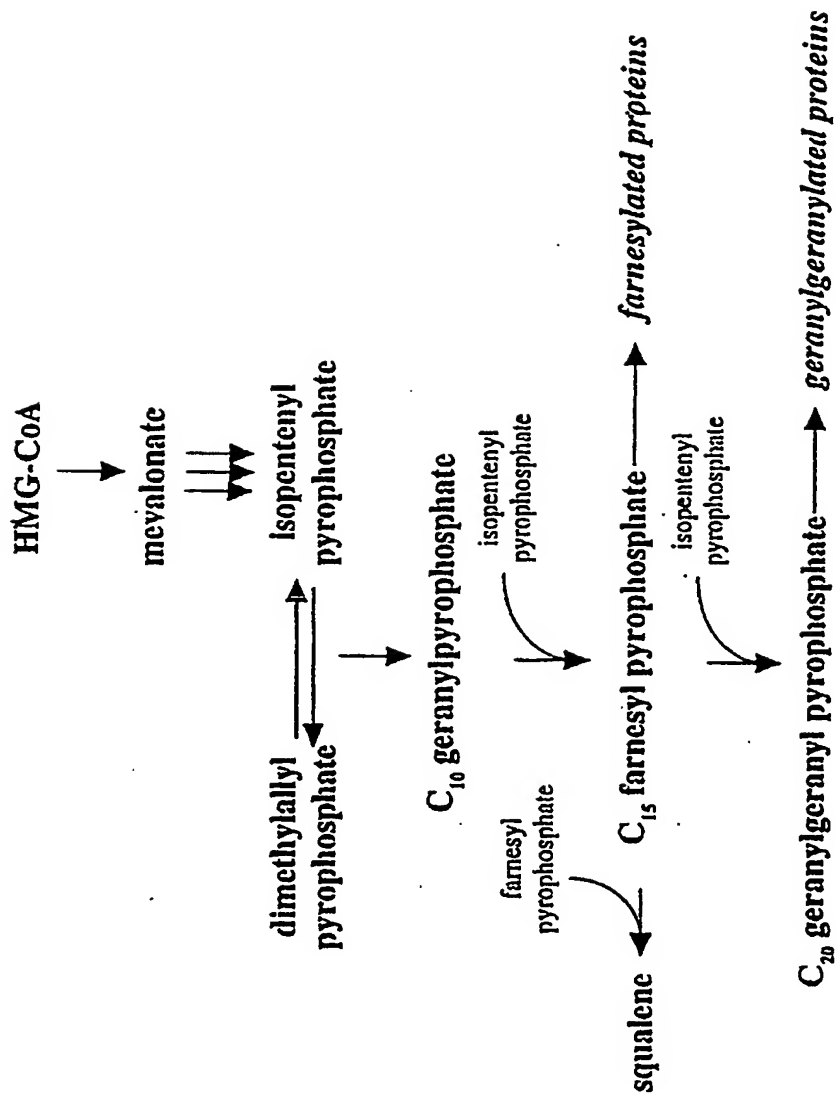 HMG-CoA
mevalonate
dimethylallyl
pyrophosphate
isopentenyl
pyrophosphate
C₁₀ geranylpyrophosphate
isopentenyl
pyrophosphate
farnesyl
pyrophosphate
squalene
C₁₅ farnesyl pyrophosphate
farnesylated proteins
isopentenyl
pyrophosphate
C₂₀ geranylgeranyl pyrophosphate
geranylgeranylated proteins